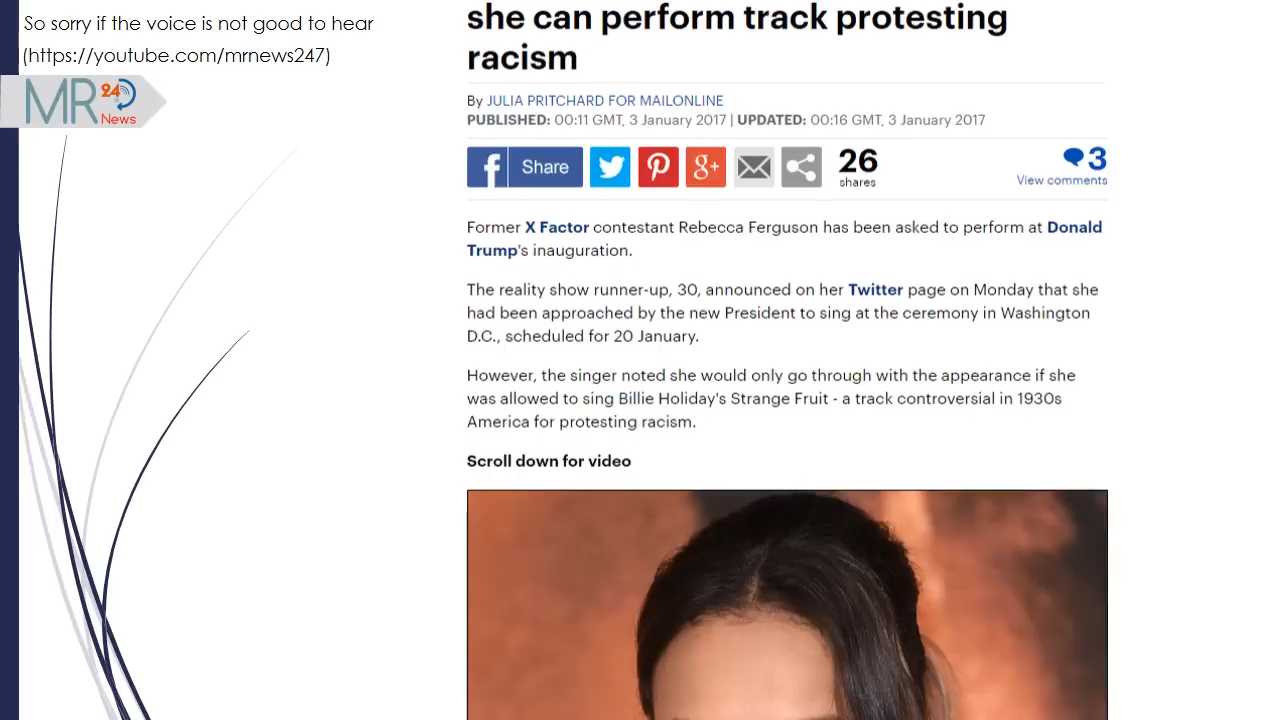 So sorry if the voice is not good to hear
(https://youtube.com/mrnews247)
MR 24
News
she can perform track protesting
racism
By JULIA PRITCHARD FOR MAILONLINE
PUBLISHED: 00:11 GMT, 3 January 2017 | UPDATED: 00:16 GMT, 3 January 2017
f Share g+ 26 shares 3 View comments
Former X Factor contestant Rebecca Ferguson has been asked to perform at Donald
Trump's inauguration.
The reality show runner-up, 30, announced on her Twitter page on Monday that she
had been approached by the new President to sing at the ceremony in Washington
D.C., scheduled for 20 January.
However, the singer noted she would only go through with the appearance if she
was allowed to sing Billie Holiday's Strange Fruit - a track controversial in 1930s
America for protesting racism.
Scroll down for video